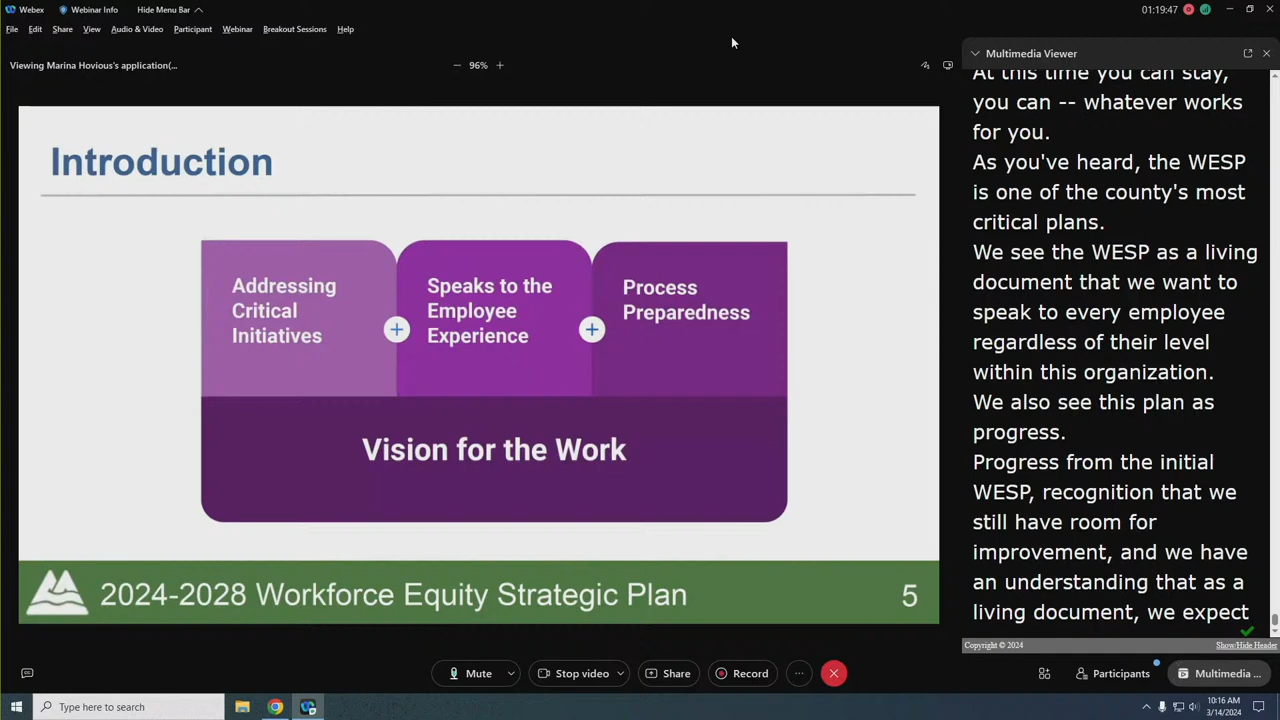 Webex
Webinar Info
Hide Menu Bar
01:19:47
File Edit Share View Audio & Video Participant Webinar Breakout Sessions Help
Viewing Marina Hovious's application(...
96%
Introduction
Addressing
Critical
Initiatives
Speaks to the
Employee
Experience
Process
Preparedness
Vision for the Work
2024-2028 Workforce Equity Strategic Plan
5
Multimedia Viewer
At this time you can stay,
you can -- whatever works
for you.
As you've heard, the WESP
is one of the county's most
critical plans.
We see the WESP as a living
document that we want to
speak to every employee
regardless of their level
within this organization.
We also see this plan as
progress.
Progress from the initial
WESP, recognition that we
still have room for
improvement, and we have
an understanding that as a
living document, we expect
Copyright © 2024
Show/Hide Header
Mute
Stop video
Share
Record
Participants
Multimedia ...
Type here to search
10:16 AM
3/14/2024